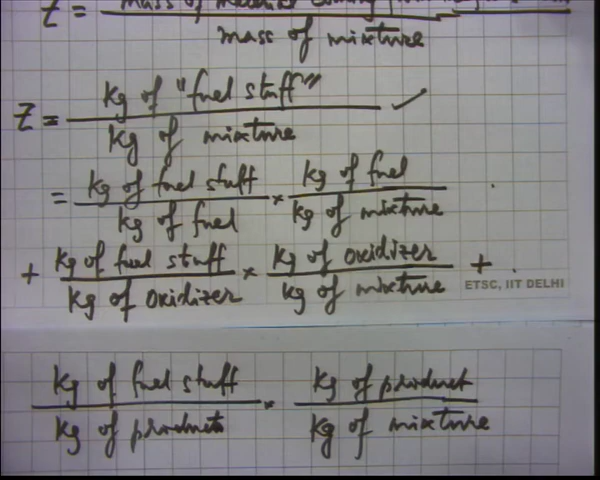 Z =
mass of mixture
Z = kg of "fuel stuff" ✓
kg of mixture
= kg of fuel stuff × kg of fuel
kg of fuel kg of mixture
+ kg of fuel stuff × kg of oxidizer +
kg of oxidizer kg of mixture
ETSC, IIT DELHI
kg of fuel stuff × kg of product
kg of products kg of mixture